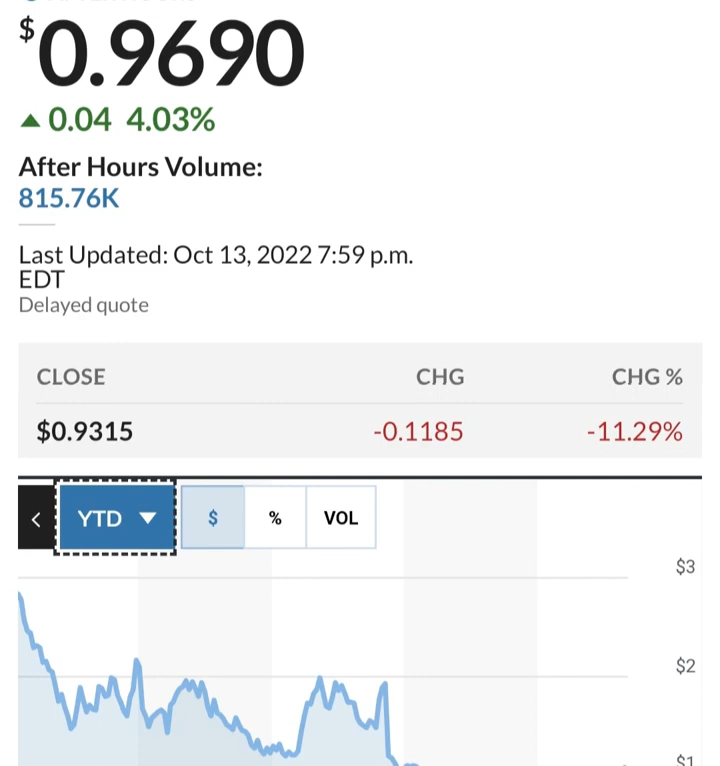 $0.9690
▲ 0.04 4.03%
After Hours Volume:
815.76K
Last Updated: Oct 13, 2022 7:59 p.m.
EDT
Delayed quote
CLOSE CHG CHG %
$0.9315 -0.1185 -11.29%
< YTD ▼ $ % VOL
$3
$2
$1